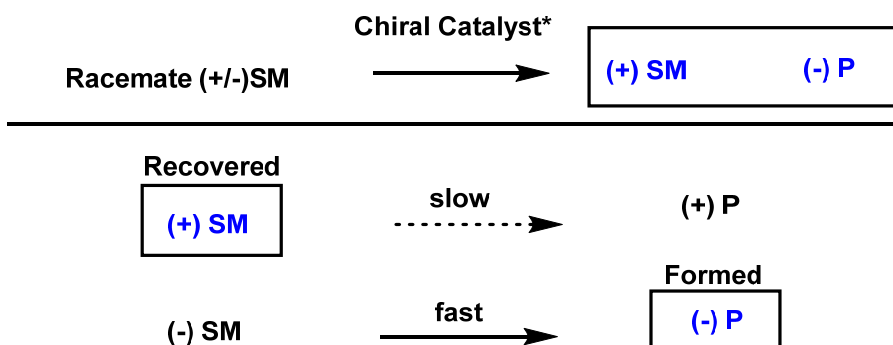 Chiral Catalyst*
Racemate (+/-)SM
(+) SM
(-) P
Recovered
(+) SM
slow
(+) P
Formed
(-) SM
fast
(-) P